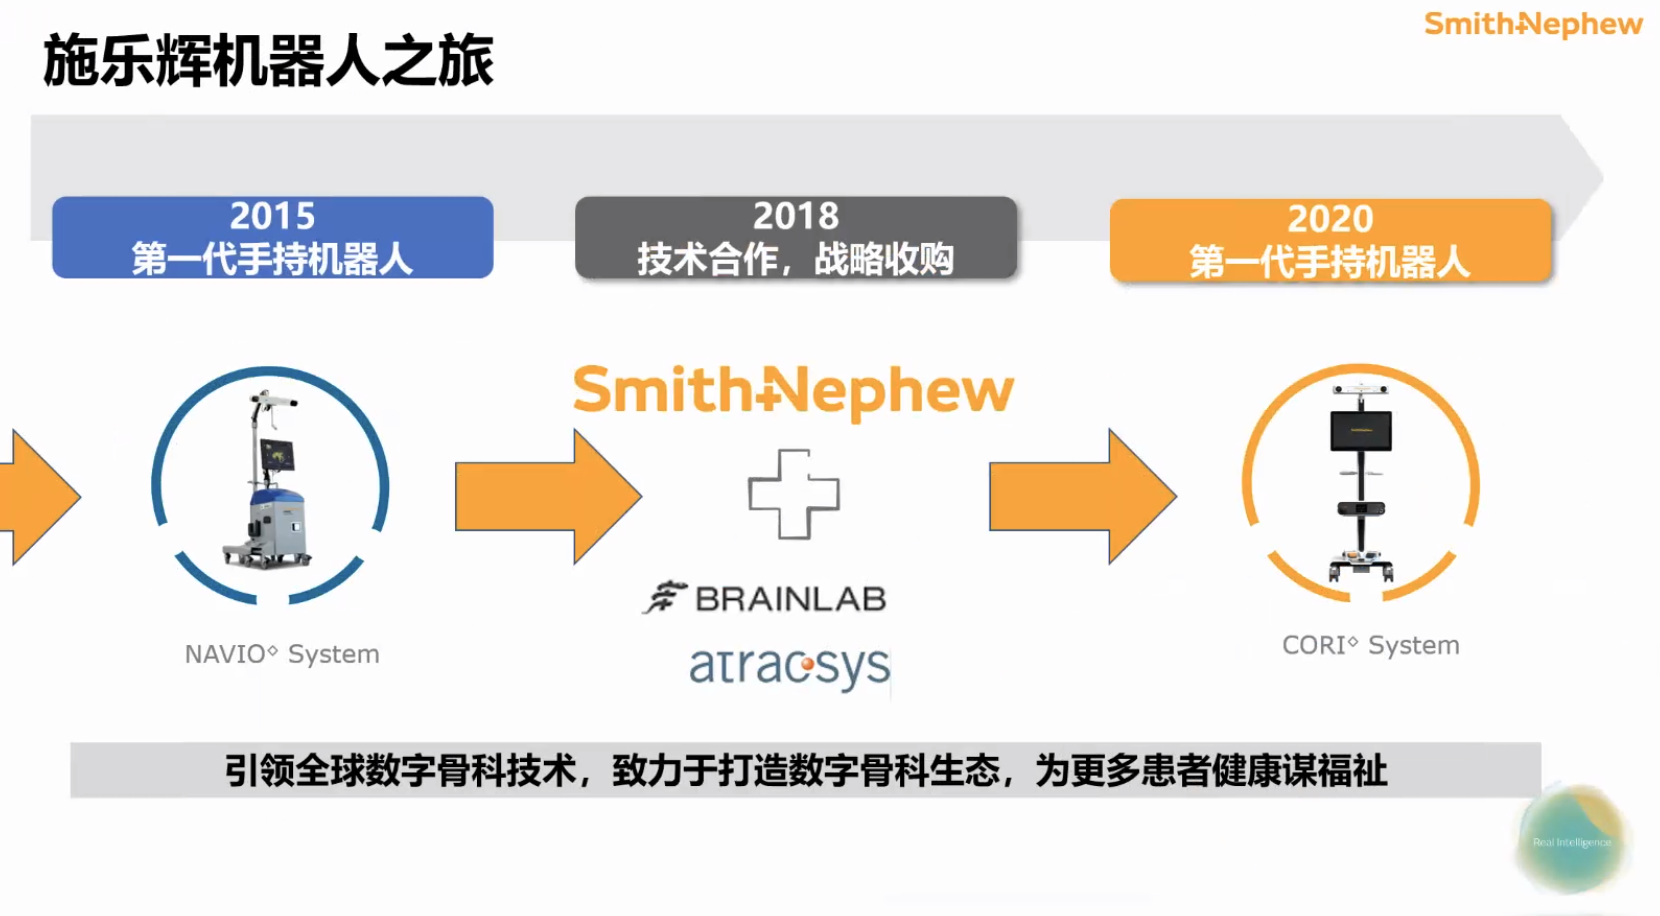 Smith+Nephew
施乐辉机器人之旅
2015
第一代手持机器人
2018
技术合作，战略收购
2020
第一代手持机器人
Smith+Nephew
BRAINLAB
atracsys
NAVIO◊ System
CORI◊ System
引领全球数字骨科技术，致力于打造数字骨科生态，为更多患者健康谋福祉
Real Intelligence